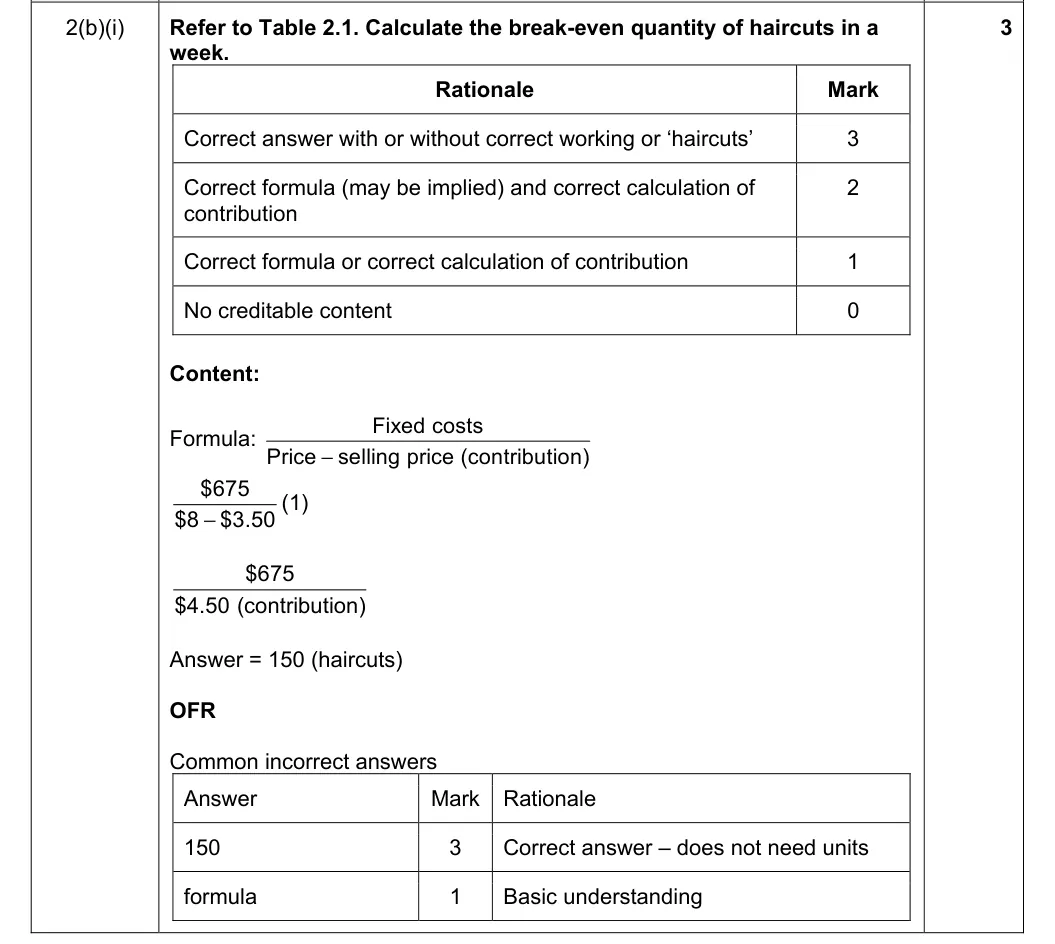 2(b)(i)
Refer to Table 2.1. Calculate the break-even quantity of haircuts in a
week.
3
Rationale
Mark
Correct answer with or without correct working or ‘haircuts’
3
Correct formula (may be implied) and correct calculation of
contribution
2
Correct formula or correct calculation of contribution
1
No creditable content
0
Content:
Fixed costs
Formula:
Price – selling price (contribution)
$675
$8 – $3.50
(1)
$675
$4.50 (contribution)
Answer = 150 (haircuts)
OFR
Common incorrect answers
Answer
Mark
Rationale
150
3
Correct answer – does not need units
formula
1
Basic understanding